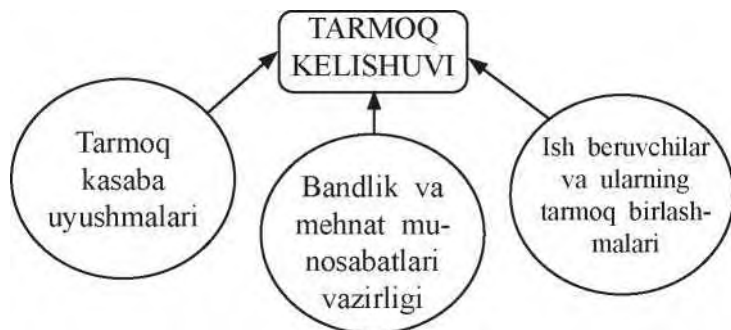 TARMOQ
KELISHUVI
Tarmoq
kasaba
uyushmalari
Bandlik va
mehnat mu-
nosabatlari
vazirligi
Ish beruvchilar
va ularning
tarmoq birlash-
malari